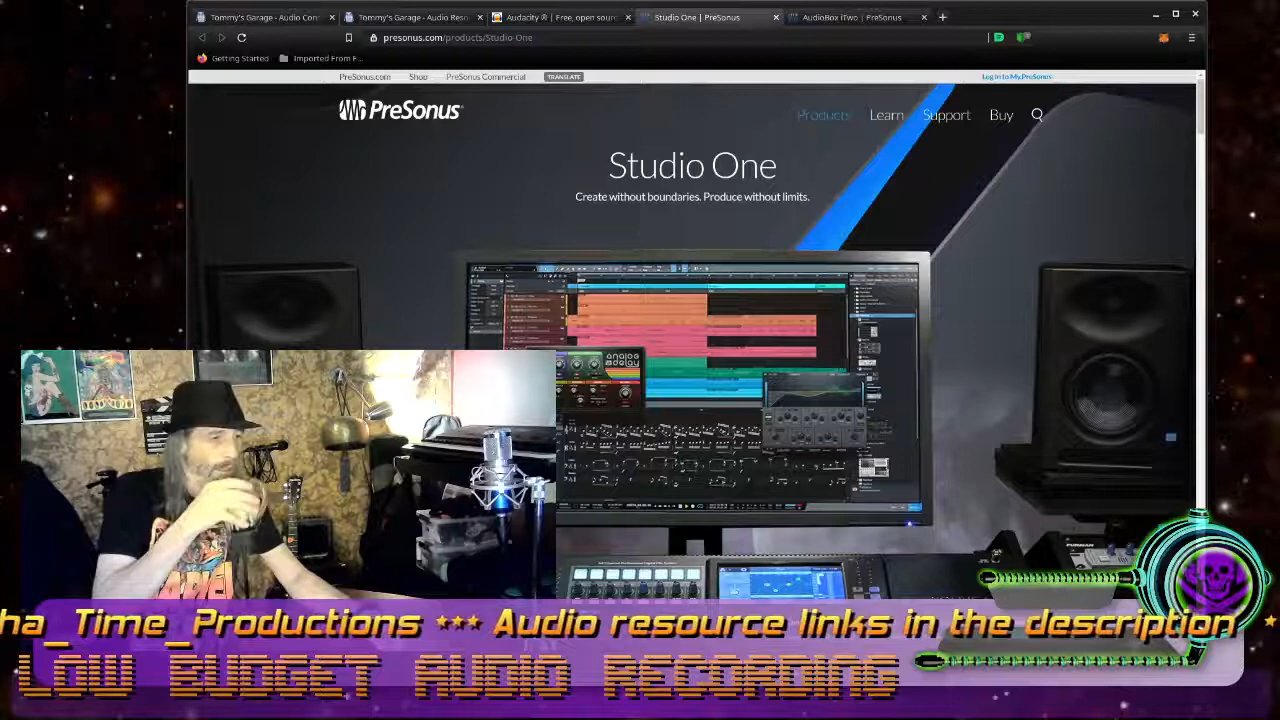 Tommy's Garage - Audio Con
Tommy's Garage - Audio Reso
Audacity ® | Free, open sourc
Studio One | PreSonus
AudioBox iTwo | PreSonus
presonus.com/products/Studio-One
Getting Started
Imported From F...
PreSonus.com
Shop
PreSonus Commercial
TRANSLATE
Log In to My.PreSonus
PreSonus
Products
Learn
Support
Buy
Studio One
Create without boundaries. Produce without limits.
analog
delay
FURMAN
ha_Time_Productions *** Audio resource links in the description *
LOW BUDGET AUDIO RECORDING